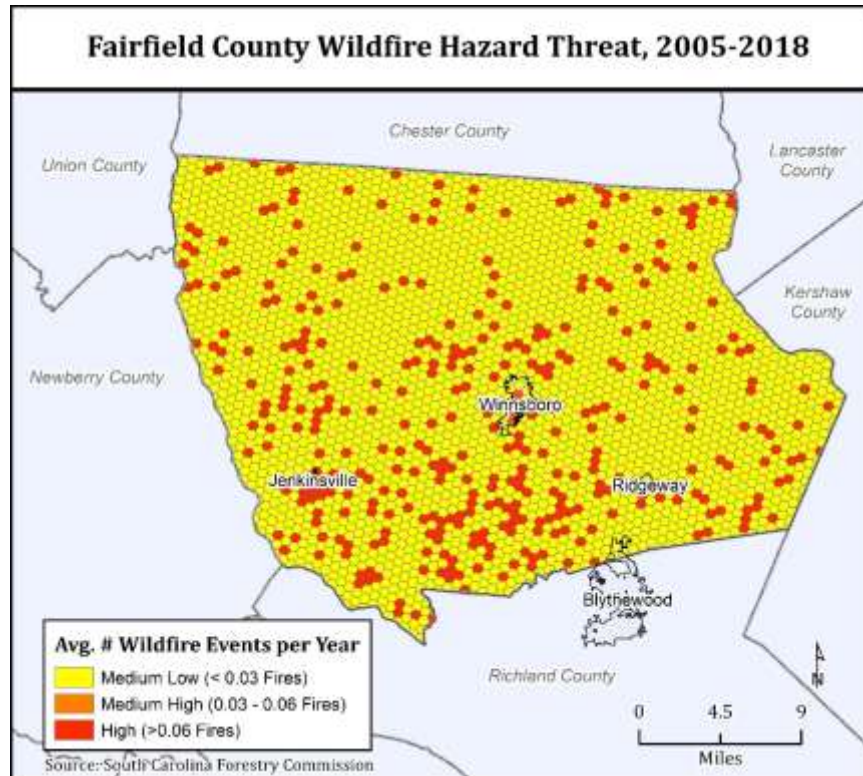 Fairfield County Wildfire Hazard Threat, 2005-2018
Chester County
Union County
Lancaster
County
Kershaw
County
Newberry County
Winnsboro
Jenkinsville
Ridgeway
Blythewood
Richland County
Avg. # Wildfire Events per Year
Medium Low (< 0.03 Fires)
Medium High (0.03 - 0.06 Fires)
High (>0.06 Fires)
Source: South Carolina Forestry Commission
N
0 4.5 9
Miles